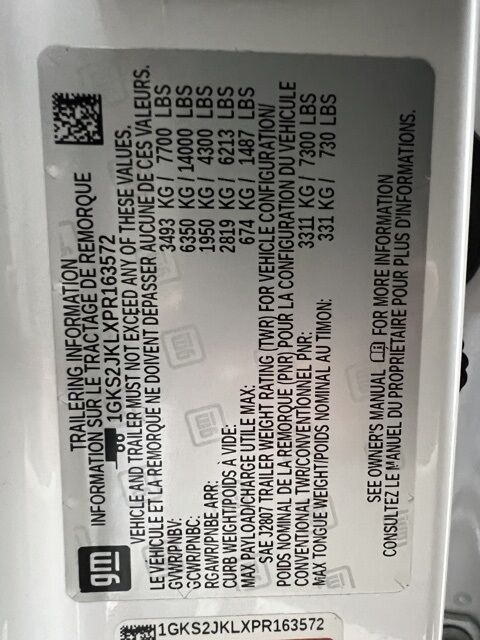 gm
TRAILERING INFORMATION
INFORMATION SUR LE TRACTAGE DE REMORQUE
1GKS2JKLXPR163572
VEHICLE AND TRAILER MUST NOT EXCEED ANY OF THESE VALUES.
LE VÉHICULE ET LA REMORQUE NE DOIVENT DEPASSER AUCUNE DE CES VALEURS.
GVWR/PNBV: 3493 KG / 7700 LBS
GCWR/PNBC: 6350 KG / 14000 LBS
RGAWR/PNBE ARR: 1950 KG / 4300 LBS
CURB WEIGHT/POIDS À VIDE: 2819 KG / 6213 LBS
MAX PAYLOAD/CHARGE UTILE MAX: 674 KG / 1487 LBS
SAE J2807 TRAILER WEIGHT RATING (TWR) FOR VEHICLE CONFIGURATION/
POIDS NOMINAL DE LA REMORQUE (PNR) POUR LA CONFIGURATION DU VÉHICULE
CONVENTIONAL TWR/CONVENTIONNEL PNR: 3311 KG / 7300 LBS
MAX TONGUE WEIGHT/POIDS NOMINAL AU TIMON: 331 KG / 730 LBS
SEE OWNER'S MANUAL FOR MORE INFORMATION
CONSULTEZ LE MANUEL DU PROPRIÉTAIRE POUR PLUS D'INFORMATIONS.
1GKS2JKLXPR163572